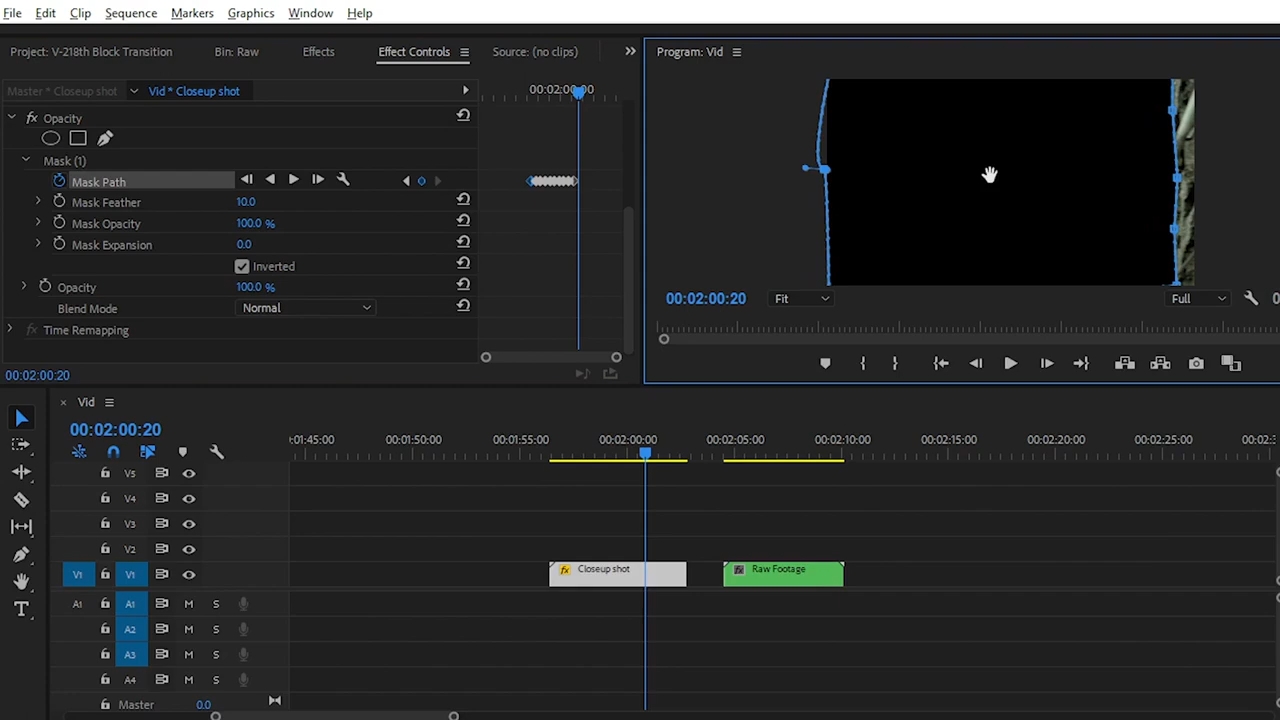 File Edit Clip Sequence Markers Graphics Window Help
Project: V-218th Block Transition Bin: Raw Effects Effect Controls Source: (no clips)
Program: Vid
Master * Closeup shot Vid * Closeup shot
00:02:00:00
fx Opacity
Mask (1)
Mask Path
Mask Feather 10.0
Mask Opacity 100.0 %
Mask Expansion 0.0
Inverted
Opacity 100.0 %
Blend Mode Normal
fx Time Remapping
00:02:00:20
00:02:00:20 Fit Full
Vid
00:02:00:20
:01:45:00 00:01:50:00 00:01:55:00 00:02:00:00 00:02:05:00 00:02:10:00 00:02:15:00 00:02:20:00 00:02:25:00
V5
V4
V3
V2
V1 V1 fx Closeup shot fx Raw Footage
A1 A1 M S
A2 M S
A3 M S
A4 M S
Master 0.0